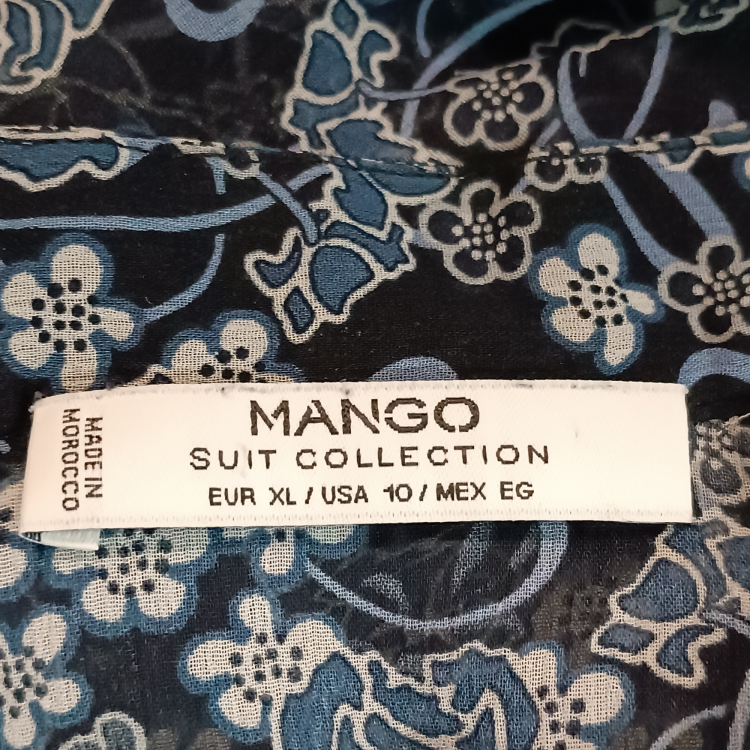 MANGO
SUIT COLLECTION
EUR XL / USA 10 / MEX EG
MADE IN
MOROCCO